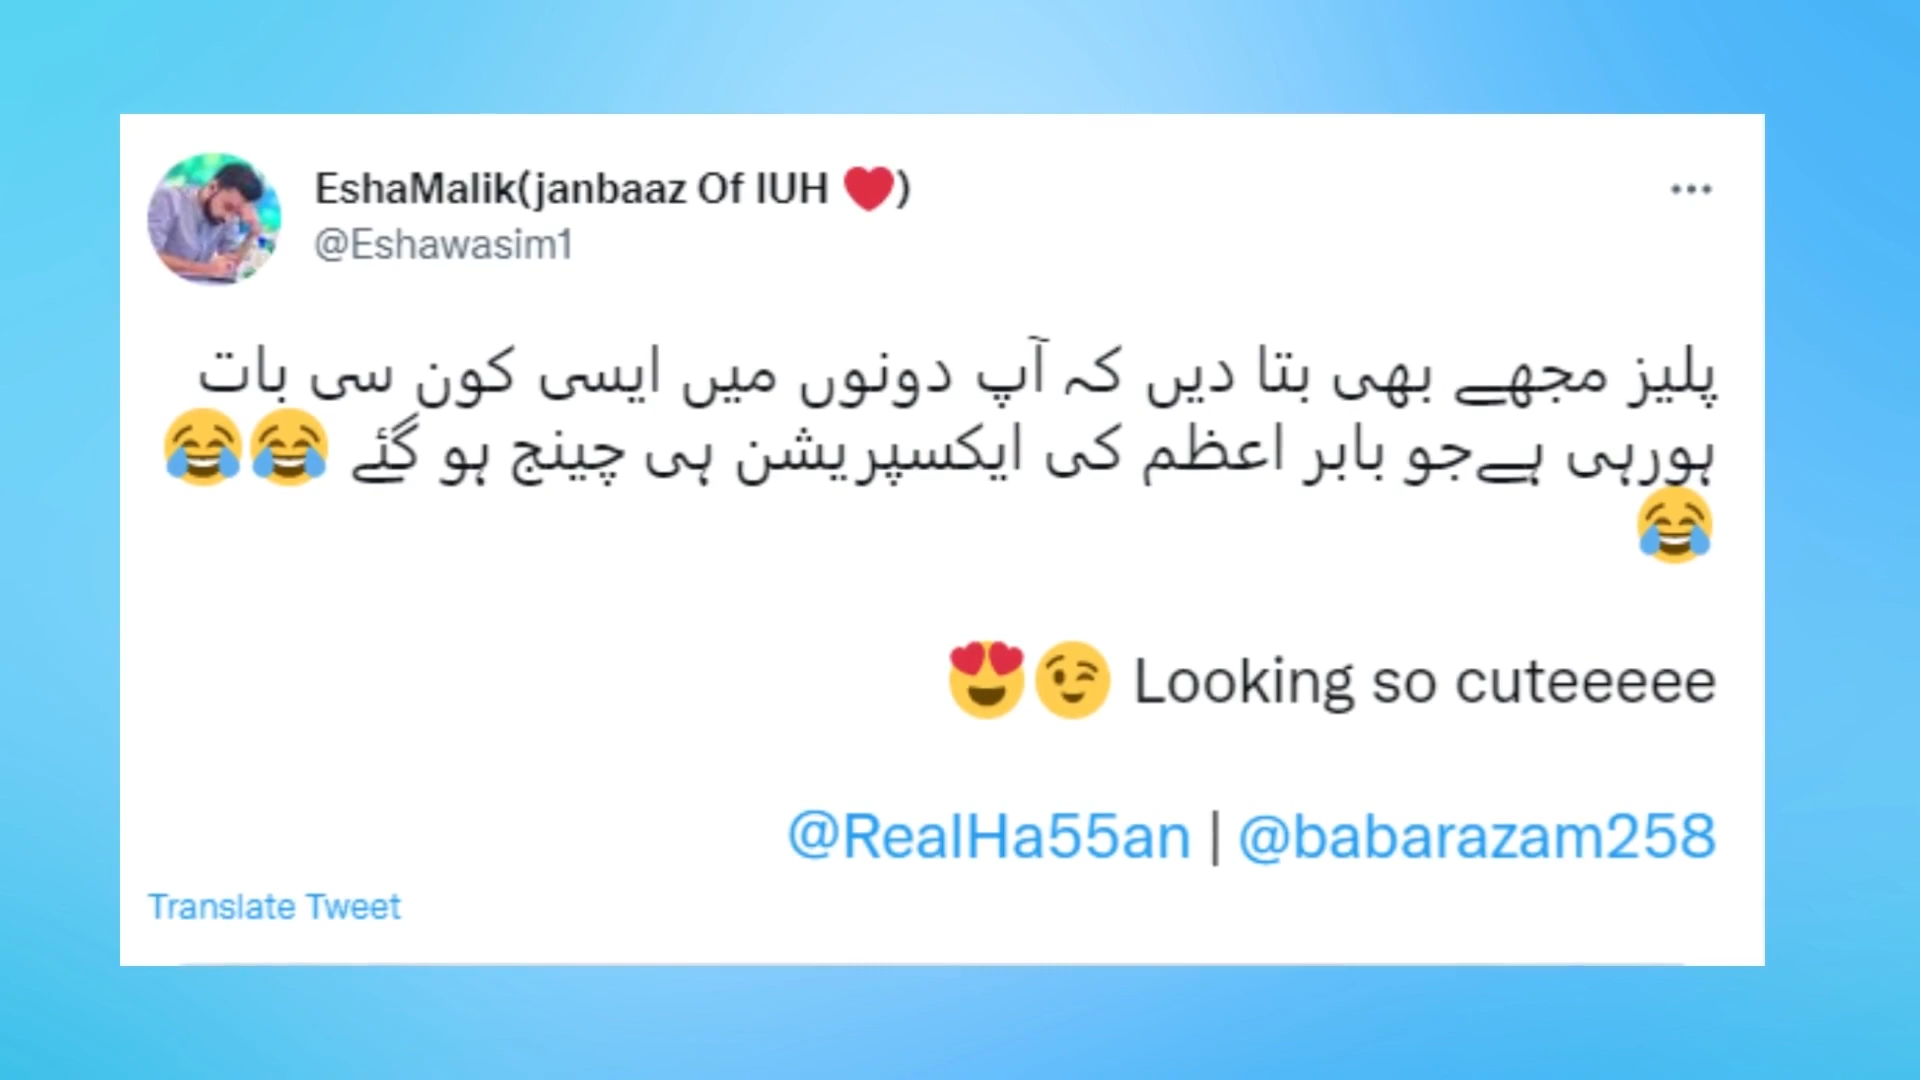 EshaMalik(janbaaz Of IUH ❤)
@Eshawasim1
پلیز مجھے بھی بتا دیں کہ آپ دونوں میں ایسی کون سی بات
ہورہی ہےجو بابر اعظم کی ایکسپریشن ہی چینج ہو گئے 😂😂
😂
Looking so cuteeeee 😉😍
@RealHa55an | @babarazam258
Translate Tweet